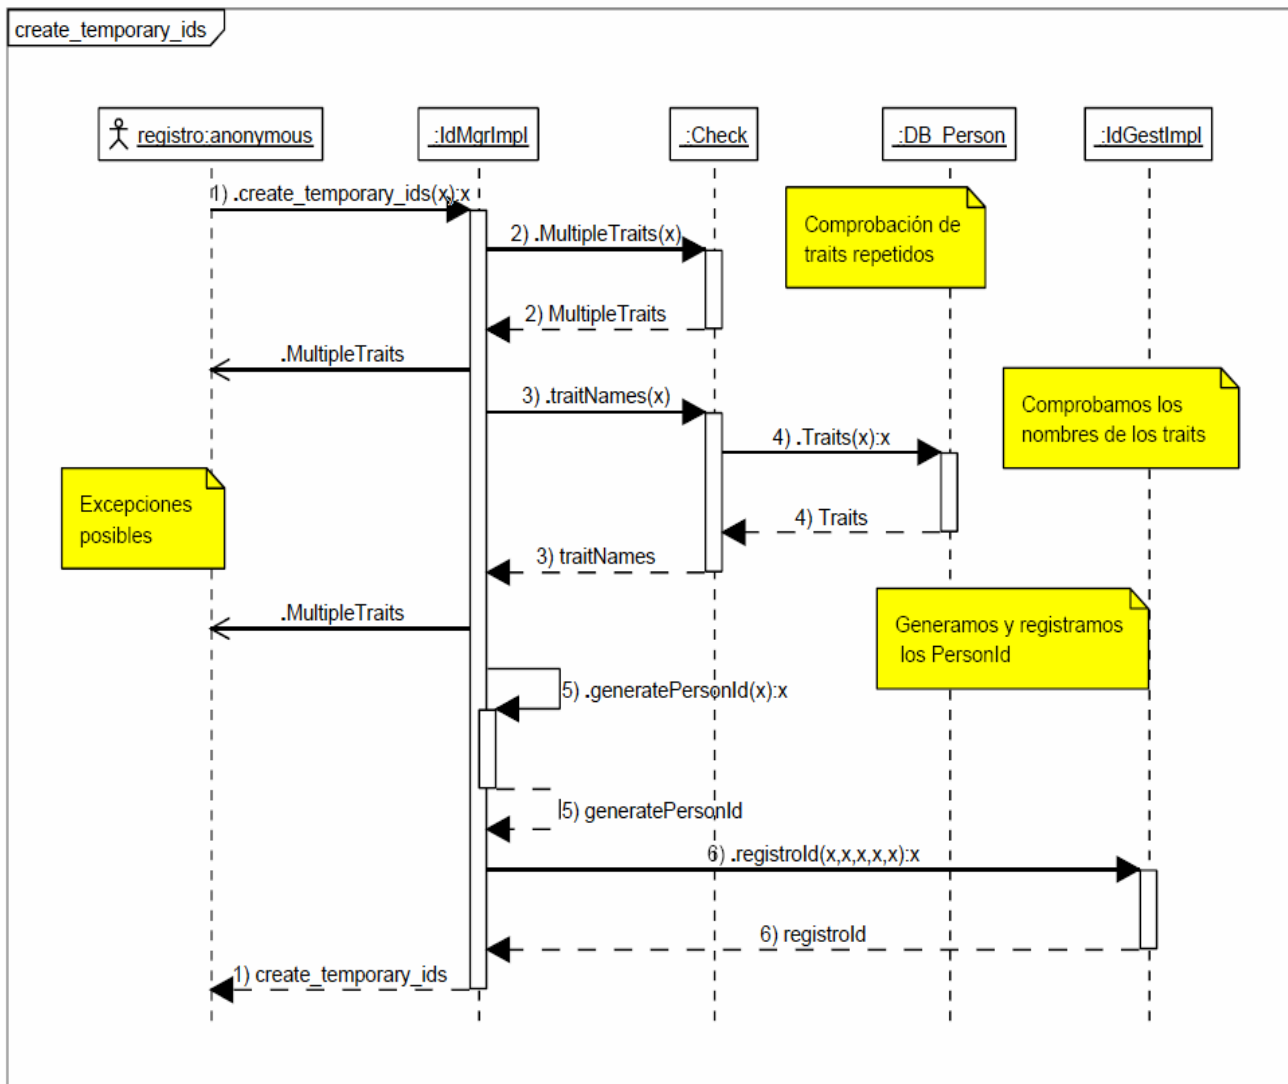 create_temporary_ids
registro:anonymous
:IdMgrImpl
:Check
:DB_Person
:IdGestImpl
1) .create_temporary_ids(x):x
Comprobación de
traits repetidos
2) .MultipleTraits(x)
2) MultipleTraits
.MultipleTraits
3) .traitNames(x)
Comprobamos los
nombres de los traits
4) .Traits(x):x
Excepciones
posibles
4) Traits
3) traitNames
.MultipleTraits
Generamos y registramos
los PersonId
5) .generatePersonId(x):x
5) generatePersonId
6) .registroId(x,x,x,x,x):x
6) registroId
1) create_temporary_ids